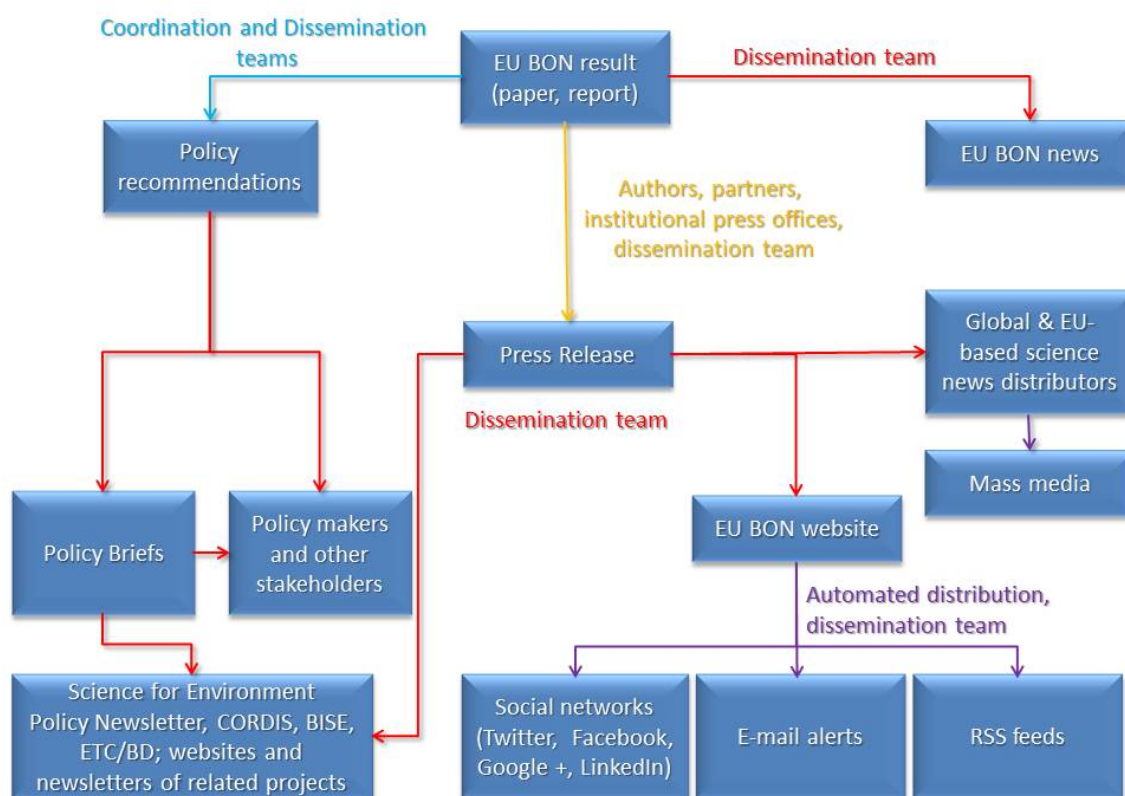 Coordination and Dissemination
teams
EU BON result
(paper, report)
Dissemination team
Policy
recommendations
EU BON news
Authors, partners,
institutional press offices,
dissemination team
Press Release
Global & EU-
based science
news distributors
Dissemination team
Mass media
Policy Briefs
Policy makers
and other
stakeholders
EU BON website
Automated distribution,
dissemination team
Science for Environment
Policy Newsletter, CORDIS, BISE,
ETC/BD; websites and
newsletters of related projects
Social networks
(Twitter, Facebook,
Google +, LinkedIn)
E-mail alerts
RSS feeds